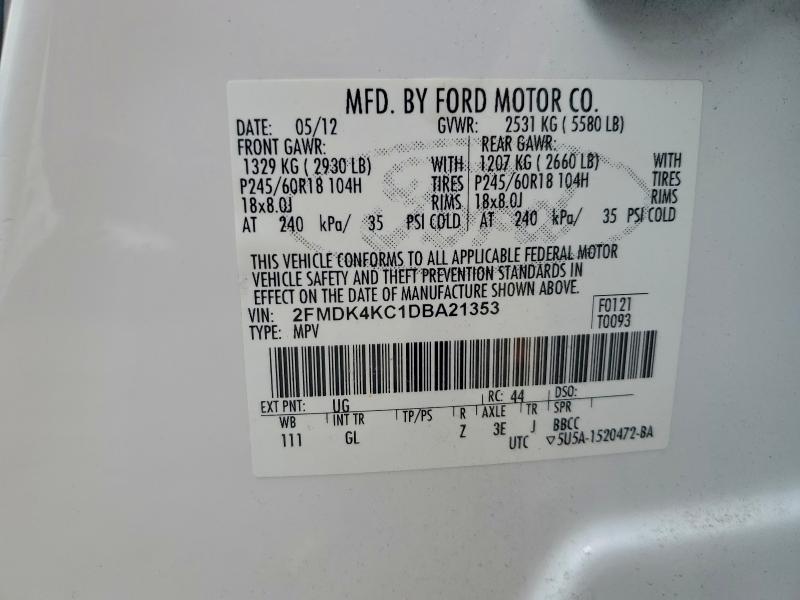 MFD. BY FORD MOTOR CO.
DATE: 05/12 GVWR: 2531 KG ( 5580 LB)
FRONT GAWR: REAR GAWR:
1329 KG ( 2930 LB) WITH 1207 KG ( 2660 LB) WITH
P245/60R18 104H TIRES P245/60R18 104H TIRES
18x8.0J RIMS 18x8.0J RIMS
AT 240 kPa/ 35 PSI COLD AT 240 kPa/ 35 PSI COLD
Ford
THIS VEHICLE CONFORMS TO ALL APPLICABLE FEDERAL MOTOR
VEHICLE SAFETY AND THEFT PREVENTION STANDARDS IN
EFFECT ON THE DATE OF MANUFACTURE SHOWN ABOVE.
VIN: 2FMDK4KC1DBA21353 F0121
TYPE: MPV T0093
EXT PNT: UG RC: 44 DSO:
WB INT TR TP/PS R AXLE TR SPR
111 GL Z 3E J BBCC
UTC ▽5U5A-1520472-BA